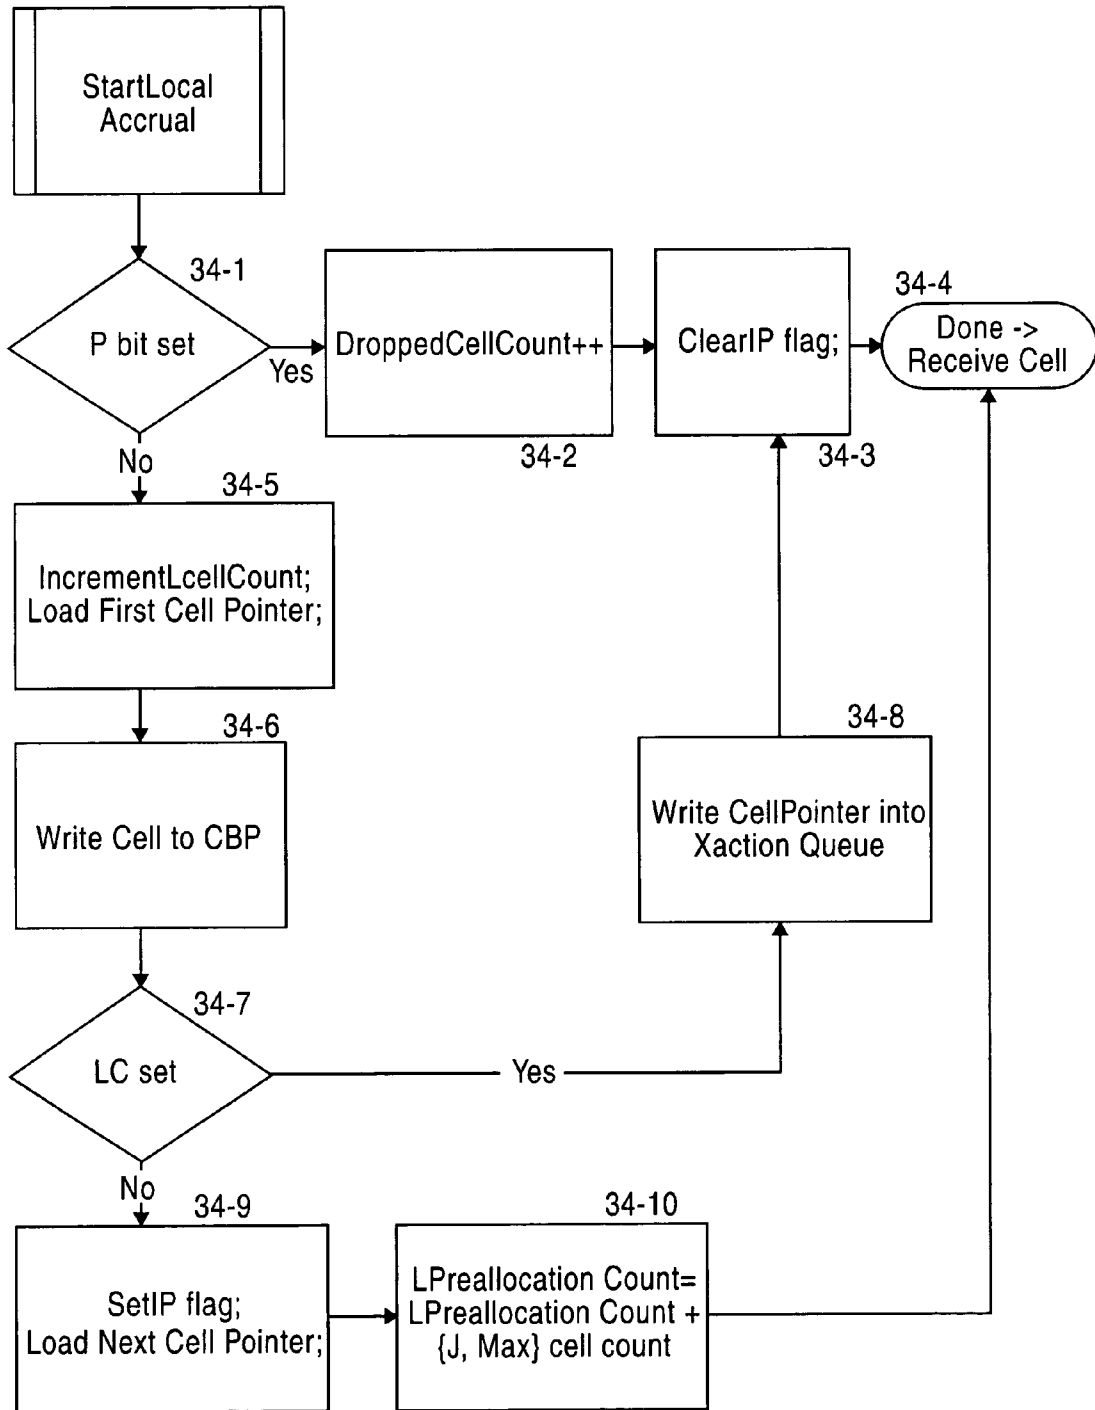 StartLocal
Accrual
34-1
P bit set
Yes
No
DroppedCellCount++
34-2
ClearIP flag;
34-3
34-4
Done ->
Receive Cell
34-5
IncrementLcellCount;
Load First Cell Pointer;
34-6
Write Cell to CBP
34-7
LC set
Yes
No
34-8
Write CellPointer into
Xaction Queue
34-9
SetIP flag;
Load Next Cell Pointer;
34-10
LPreallocation Count=
LPreallocation Count +
{J, Max} cell count